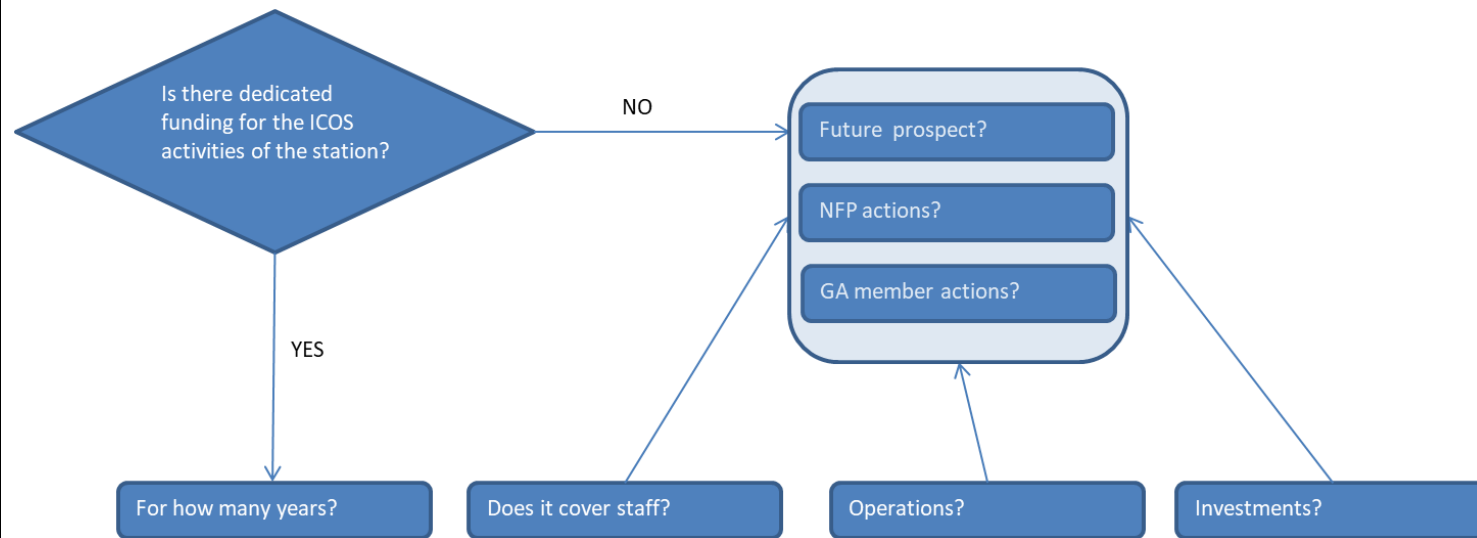 Is there dedicated
funding for the ICOS
activities of the station?
NO
Future prospect?
NFP actions?
GA member actions?
YES
For how many years?
Does it cover staff?
Operations?
Investments?